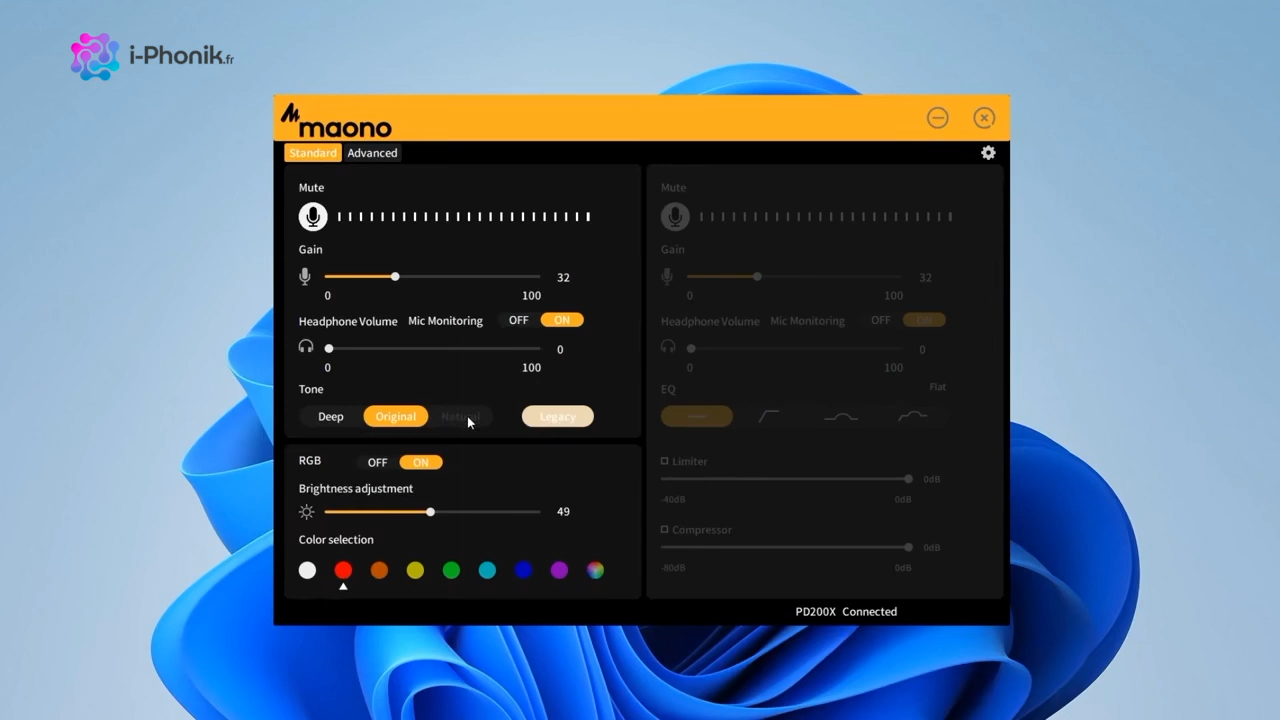 i-Phonik.fr
maono
Standard Advanced
Mute
Gain
32
0 100
Headphone Volume Mic Monitoring OFF ON
0
0 100
Tone
Deep Original Natural Legacy
RGB OFF ON
Brightness adjustment
49
Color selection
Mute
Gain
32
0 100
Headphone Volume Mic Monitoring OFF ON
0
0 100
EQ Flat
Limiter
0dB
-40dB 0dB
Compressor
0dB
-80dB 0dB
PD200X Connected